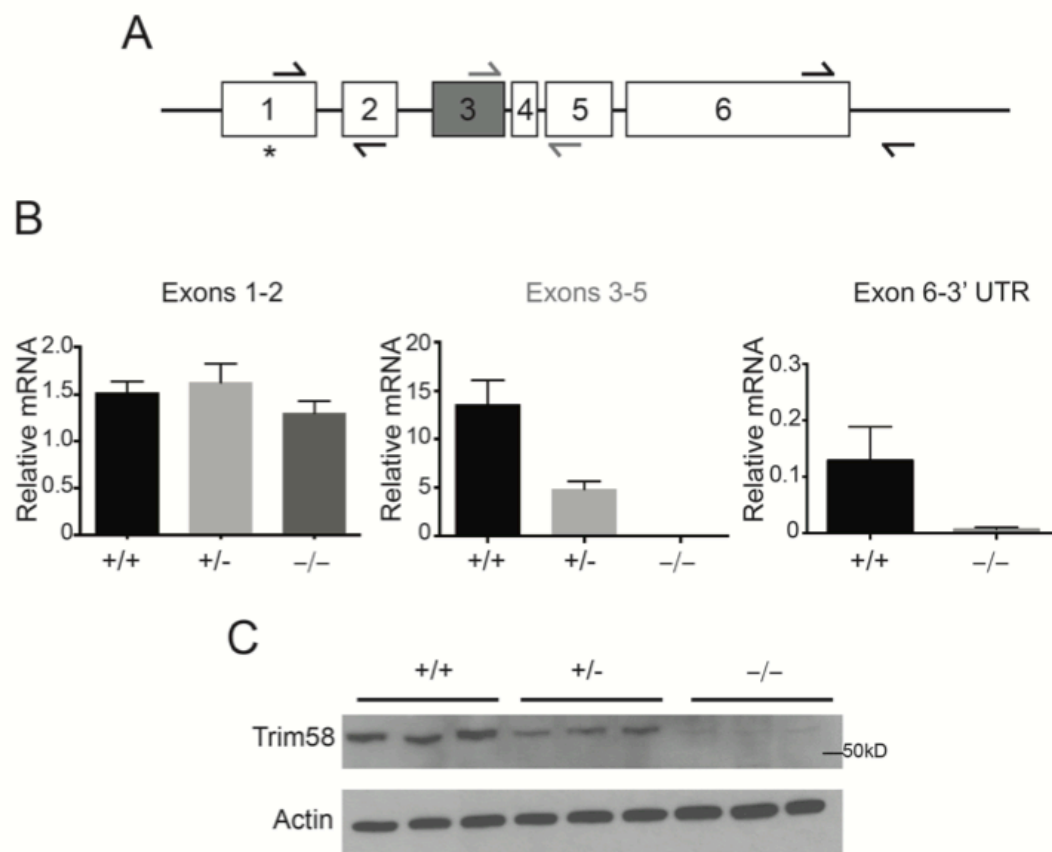 A
1 2 3 4 5 6
*
B
Exons 1-2
Relative mRNA
2.0
1.5
1.0
0.5
0
+/+ +/- –/–
Exons 3-5
Relative mRNA
20
15
10
5
0
+/+ +/- –/–
Exon 6-3' UTR
Relative mRNA
0.3
0.2
0.1
0
+/+ –/–
C
+/+ +/- –/–
Trim58
50kD
Actin